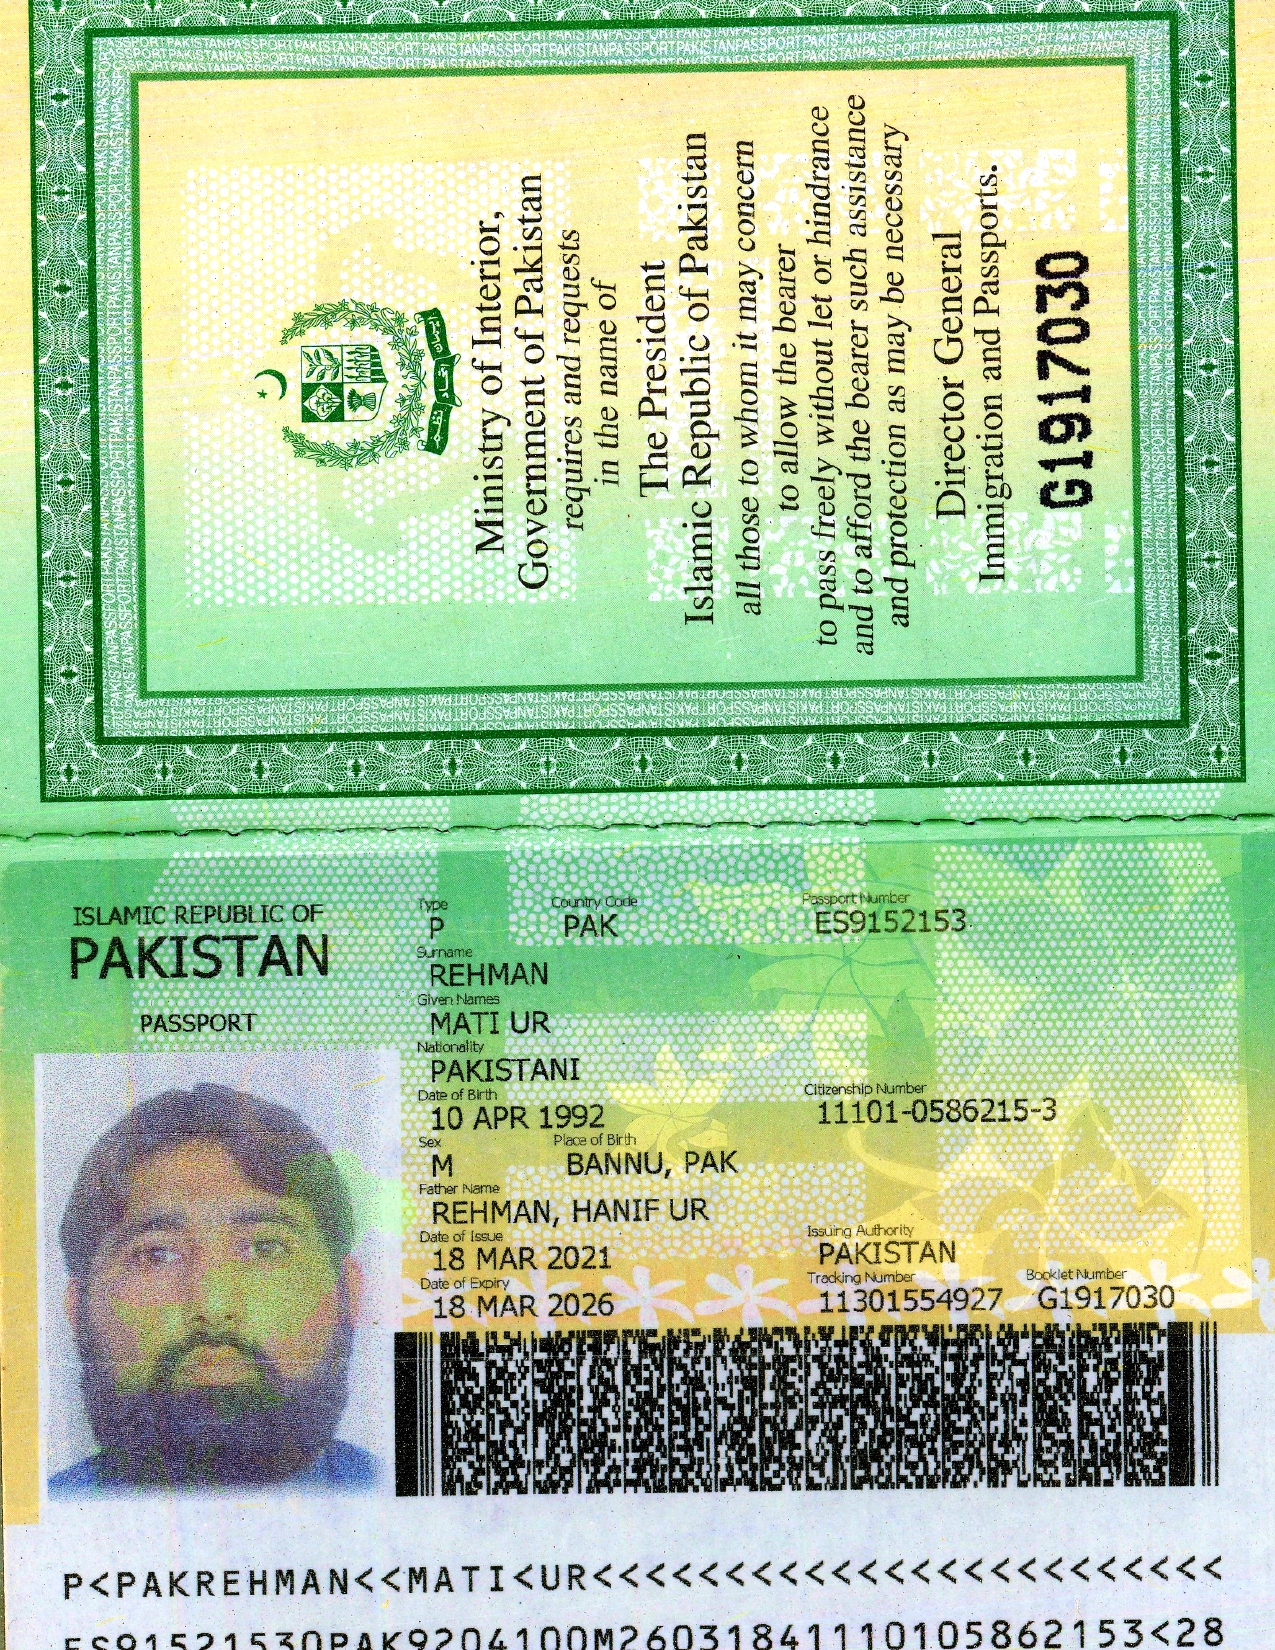 Ministry of Interior,
Government of Pakistan
requires and requests
in the name of
The President
Islamic Republic of Pakistan
all those to whom it may concern
to allow the bearer
to pass freely without let or hindrance
and to afford the bearer such assistance
and protection as may be necessary
Director General
Immigration and Passports.
G1917030
ISLAMIC REPUBLIC OF
PAKISTAN
PASSPORT
Type Country Code Passport Number
P PAK ES9152153
Surname
REHMAN
Given Names
MATI UR
Nationality
PAKISTANI
Date of Birth Citizenship Number
10 APR 1992 11101-0586215-3
Sex Place of Birth
M BANNU, PAK
Father Name
REHMAN, HANIF UR
Date of Issue Issuing Authority
18 MAR 2021 PAKISTAN
Date of Expiry Tracking Number Booklet Number
18 MAR 2026 11301554927 G1917030
PAK
P<PAKREHMAN<<MATI<UR<<<<<<<<<<<<<<<<<<<<<<<<
ES91521530PAK9204100M26031841110105862153<28